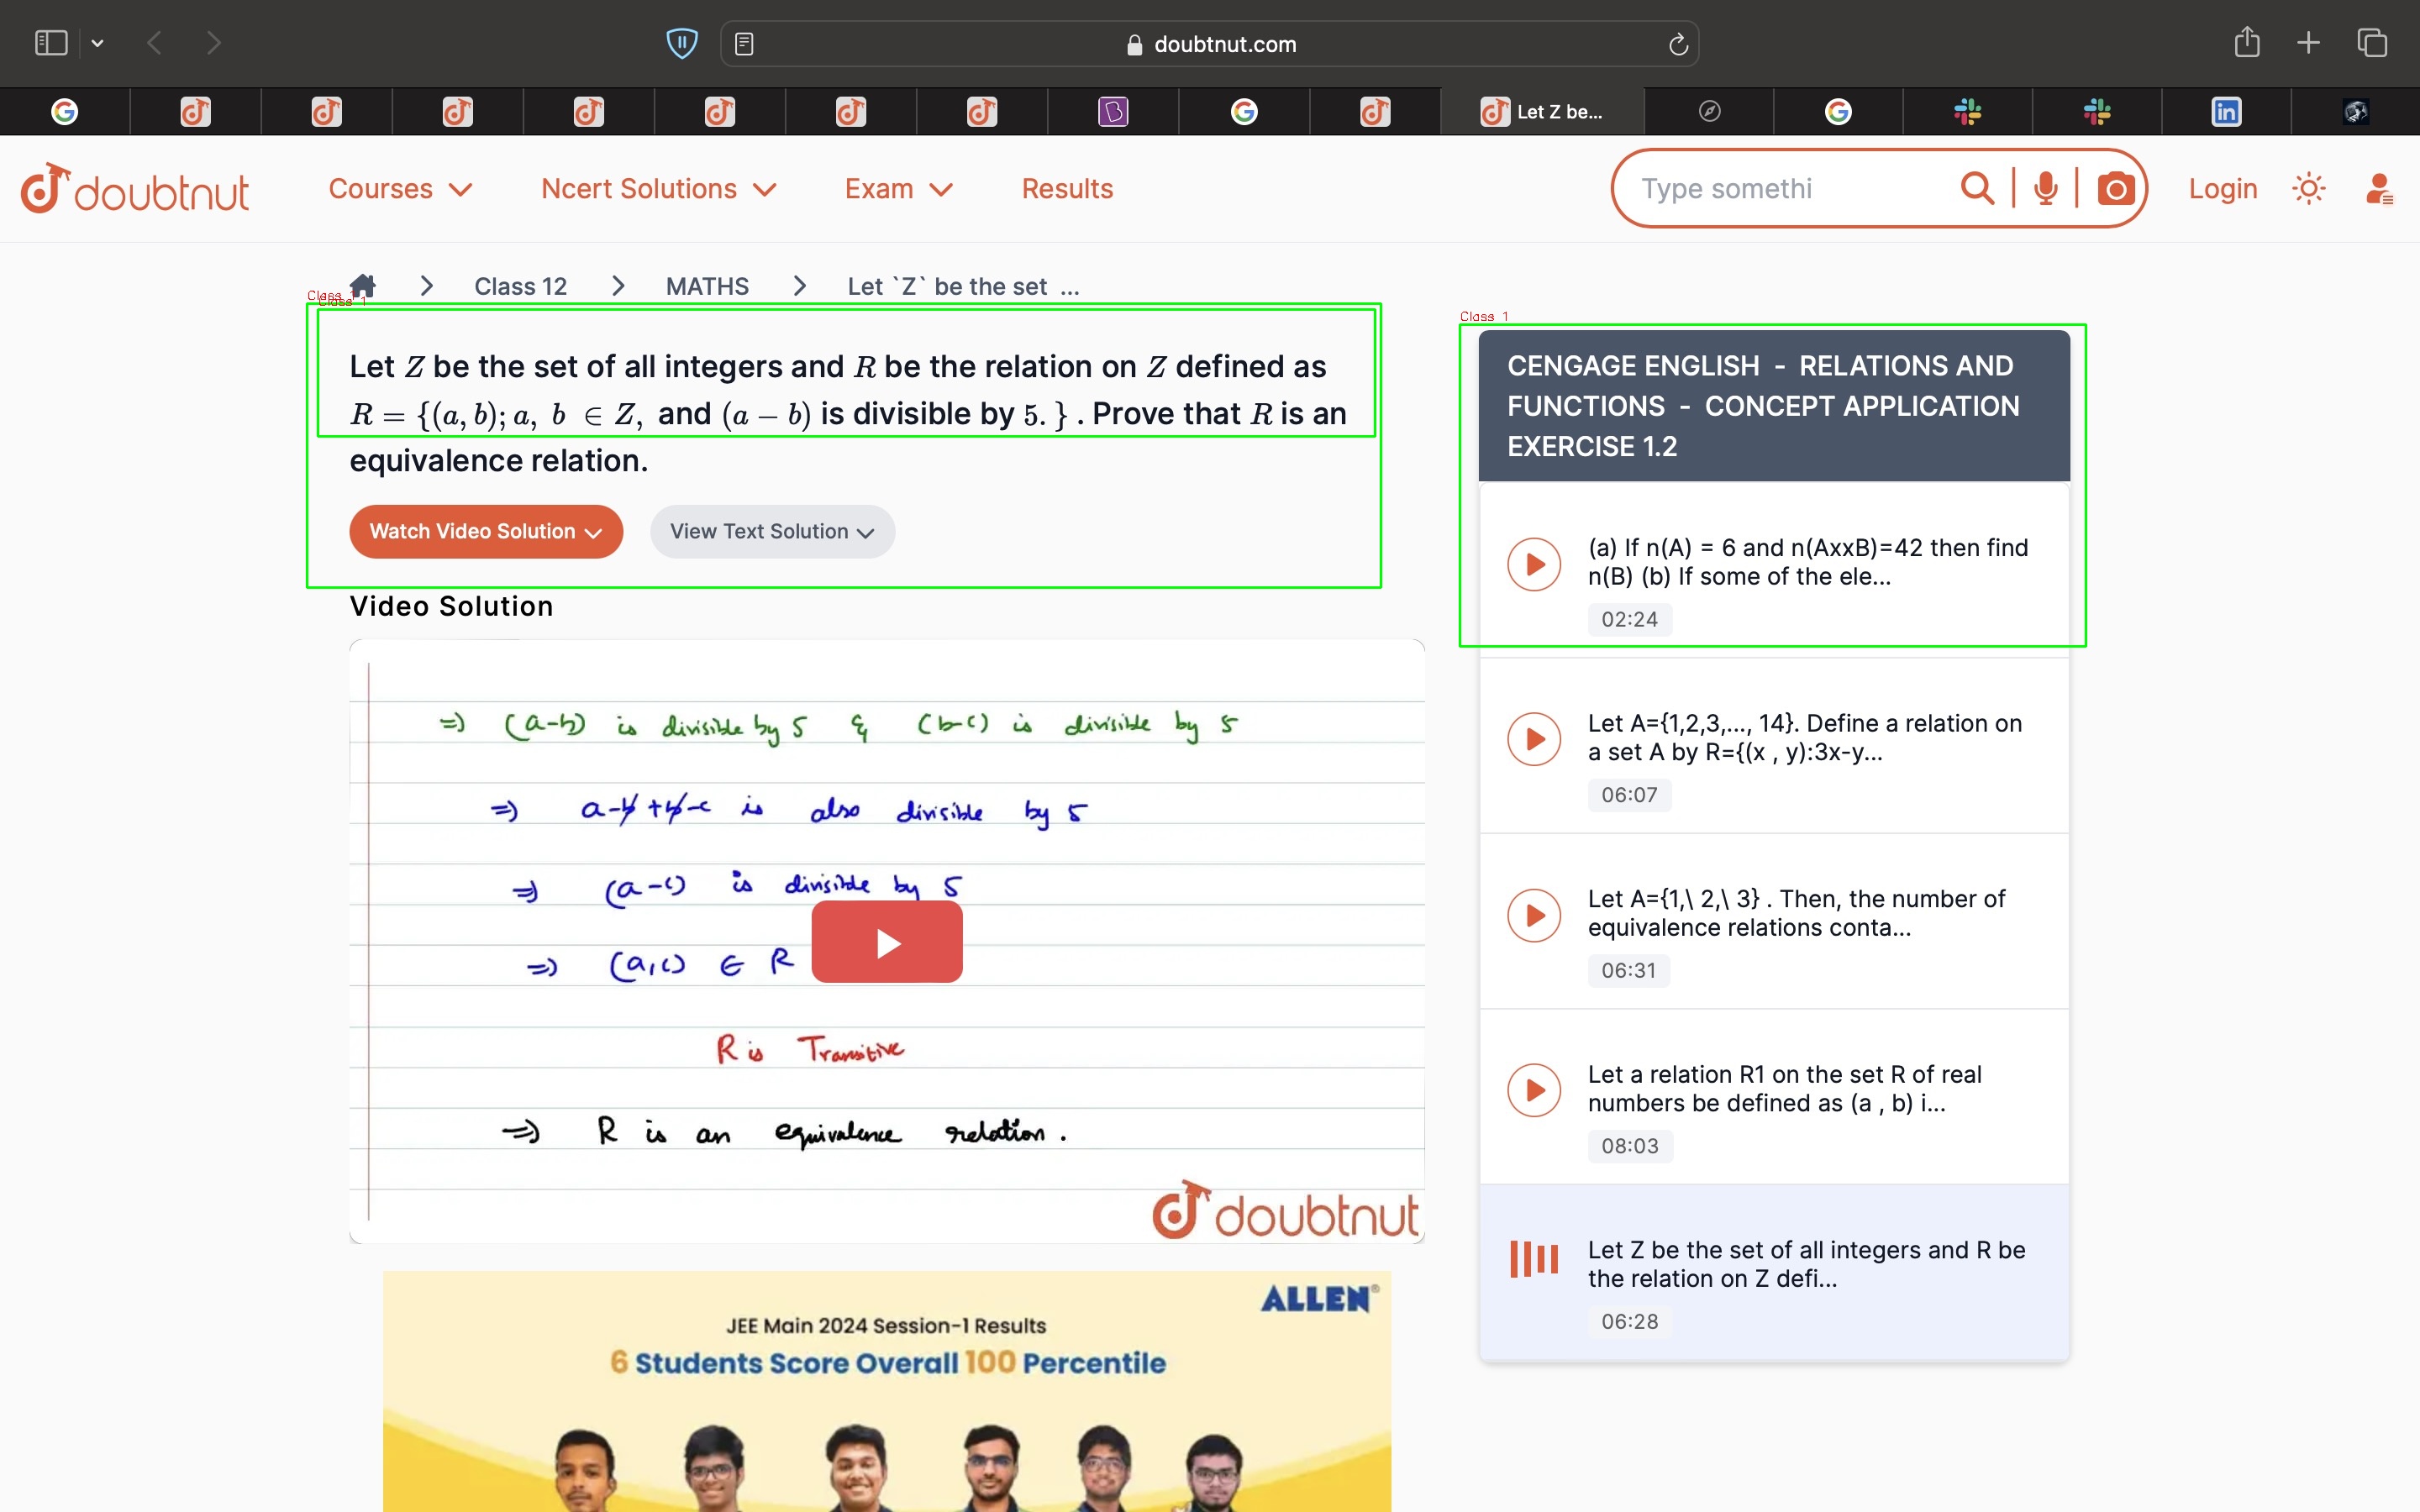 doubtnut.com
Let Z be...
doubtnut
Courses
Ncert Solutions
Exam
Results
Type somethi
Login
Class 12
MATHS
Let `Z` be the set ...
Class 1
Class 1
Let Z be the set of all integers and R be the relation on Z defined as
R = {(a, b); a, b ∈ Z, and (a − b) is divisible by 5. } . Prove that R is an
equivalence relation.
Watch Video Solution
View Text Solution
Video Solution
=) (a-b) is divisible by 5 & (b-c) is divisible by 5
=) a-b+b-c is also divisible by 5
=) (a-c) is divisible by 5
=) (a,c) ∈ R
R is Transitive
=) R is an equivalence relation.
doubtnut
ALLEN®
JEE Main 2024 Session-1 Results
6 Students Score Overall 100 Percentile
Class 1
CENGAGE ENGLISH - RELATIONS AND
FUNCTIONS - CONCEPT APPLICATION
EXERCISE 1.2
(a) If n(A) = 6 and n(AxxB)=42 then find
n(B) (b) If some of the ele...
02:24
Let A={1,2,3,..., 14}. Define a relation on
a set A by R={(x , y):3x-y...
06:07
Let A={1,\ 2,\ 3} . Then, the number of
equivalence relations conta...
06:31
Let a relation R1 on the set R of real
numbers be defined as (a , b) i...
08:03
Let Z be the set of all integers and R be
the relation on Z defi...
06:28